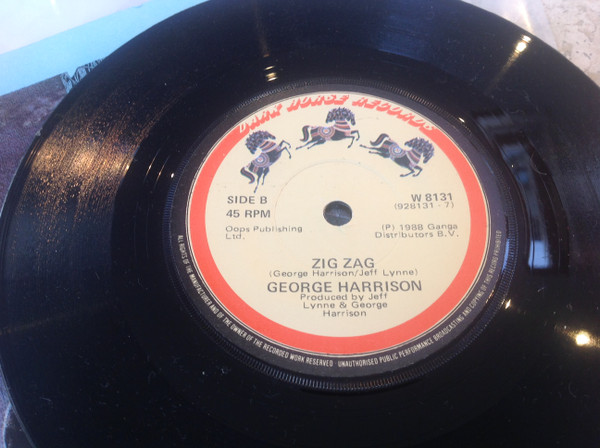 DARK HORSE RECORDS
SIDE B
45 RPM
Oops Publishing
Ltd.
W 8131
(928131 - 7)
(P) 1988 Ganga
Distributors B.V.
ZIG ZAG
(George Harrison/Jeff Lynne)
GEORGE HARRISON
Produced by Jeff
Lynne & George
Harrison
ALL RIGHTS OF THE MANUFACTURER AND OF THE OWNER OF THE RECORDED WORK RESERVED UNAUTHORISED PUBLIC PERFORMANCE BROADCASTING AND COPYING OF THIS RECORD PROHIBITED